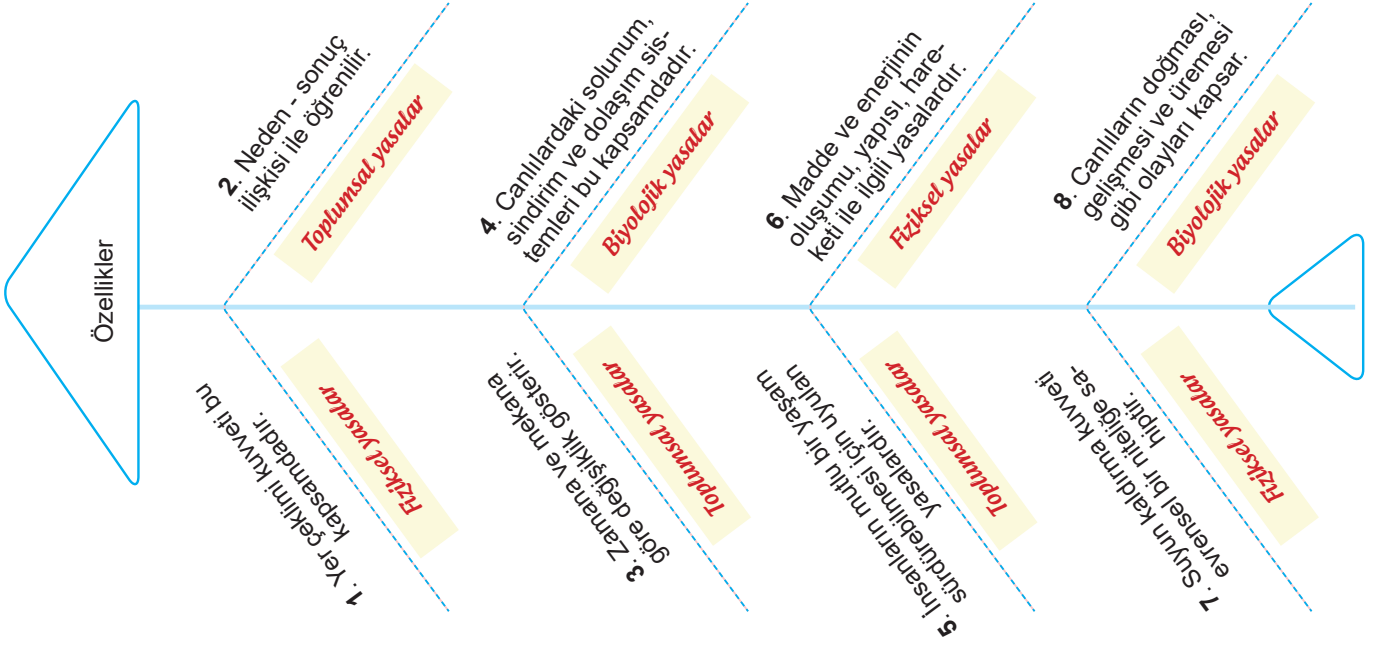 Özellikler
1. Yer çekilimi kuvveti bu
kapsamdadır.
Fiziksel yasalar
2. Neden - sonuç
ilişkisi ile öğrenilir.
Toplumsal yasalar
3. Zamana ve mekana
göre değişiklik gösterir.
Toplumsal yasalar
4. Canlılardaki solunum,
sindirim ve dolaşım sis-
temleri bu kapsamdadır.
Biyolojik yasalar
5. İnsanların mutlu bir yaşam
sürdürebilmesi için uyulan
yasalardır.
Toplumsal yasalar
6. Madde ve enerjinin
oluşumu, yapısı, hare-
keti ile ilgili yasalardır.
Fiziksel yasalar
7. Suyun kaldırma kuvveti
evrensel bir niteliğe sa-
hiptir.
Fiziksel yasalar
8. Canlıların doğması,
gelişmesi ve üremesi
gibi olayları kapsar.
Biyolojik yasalar